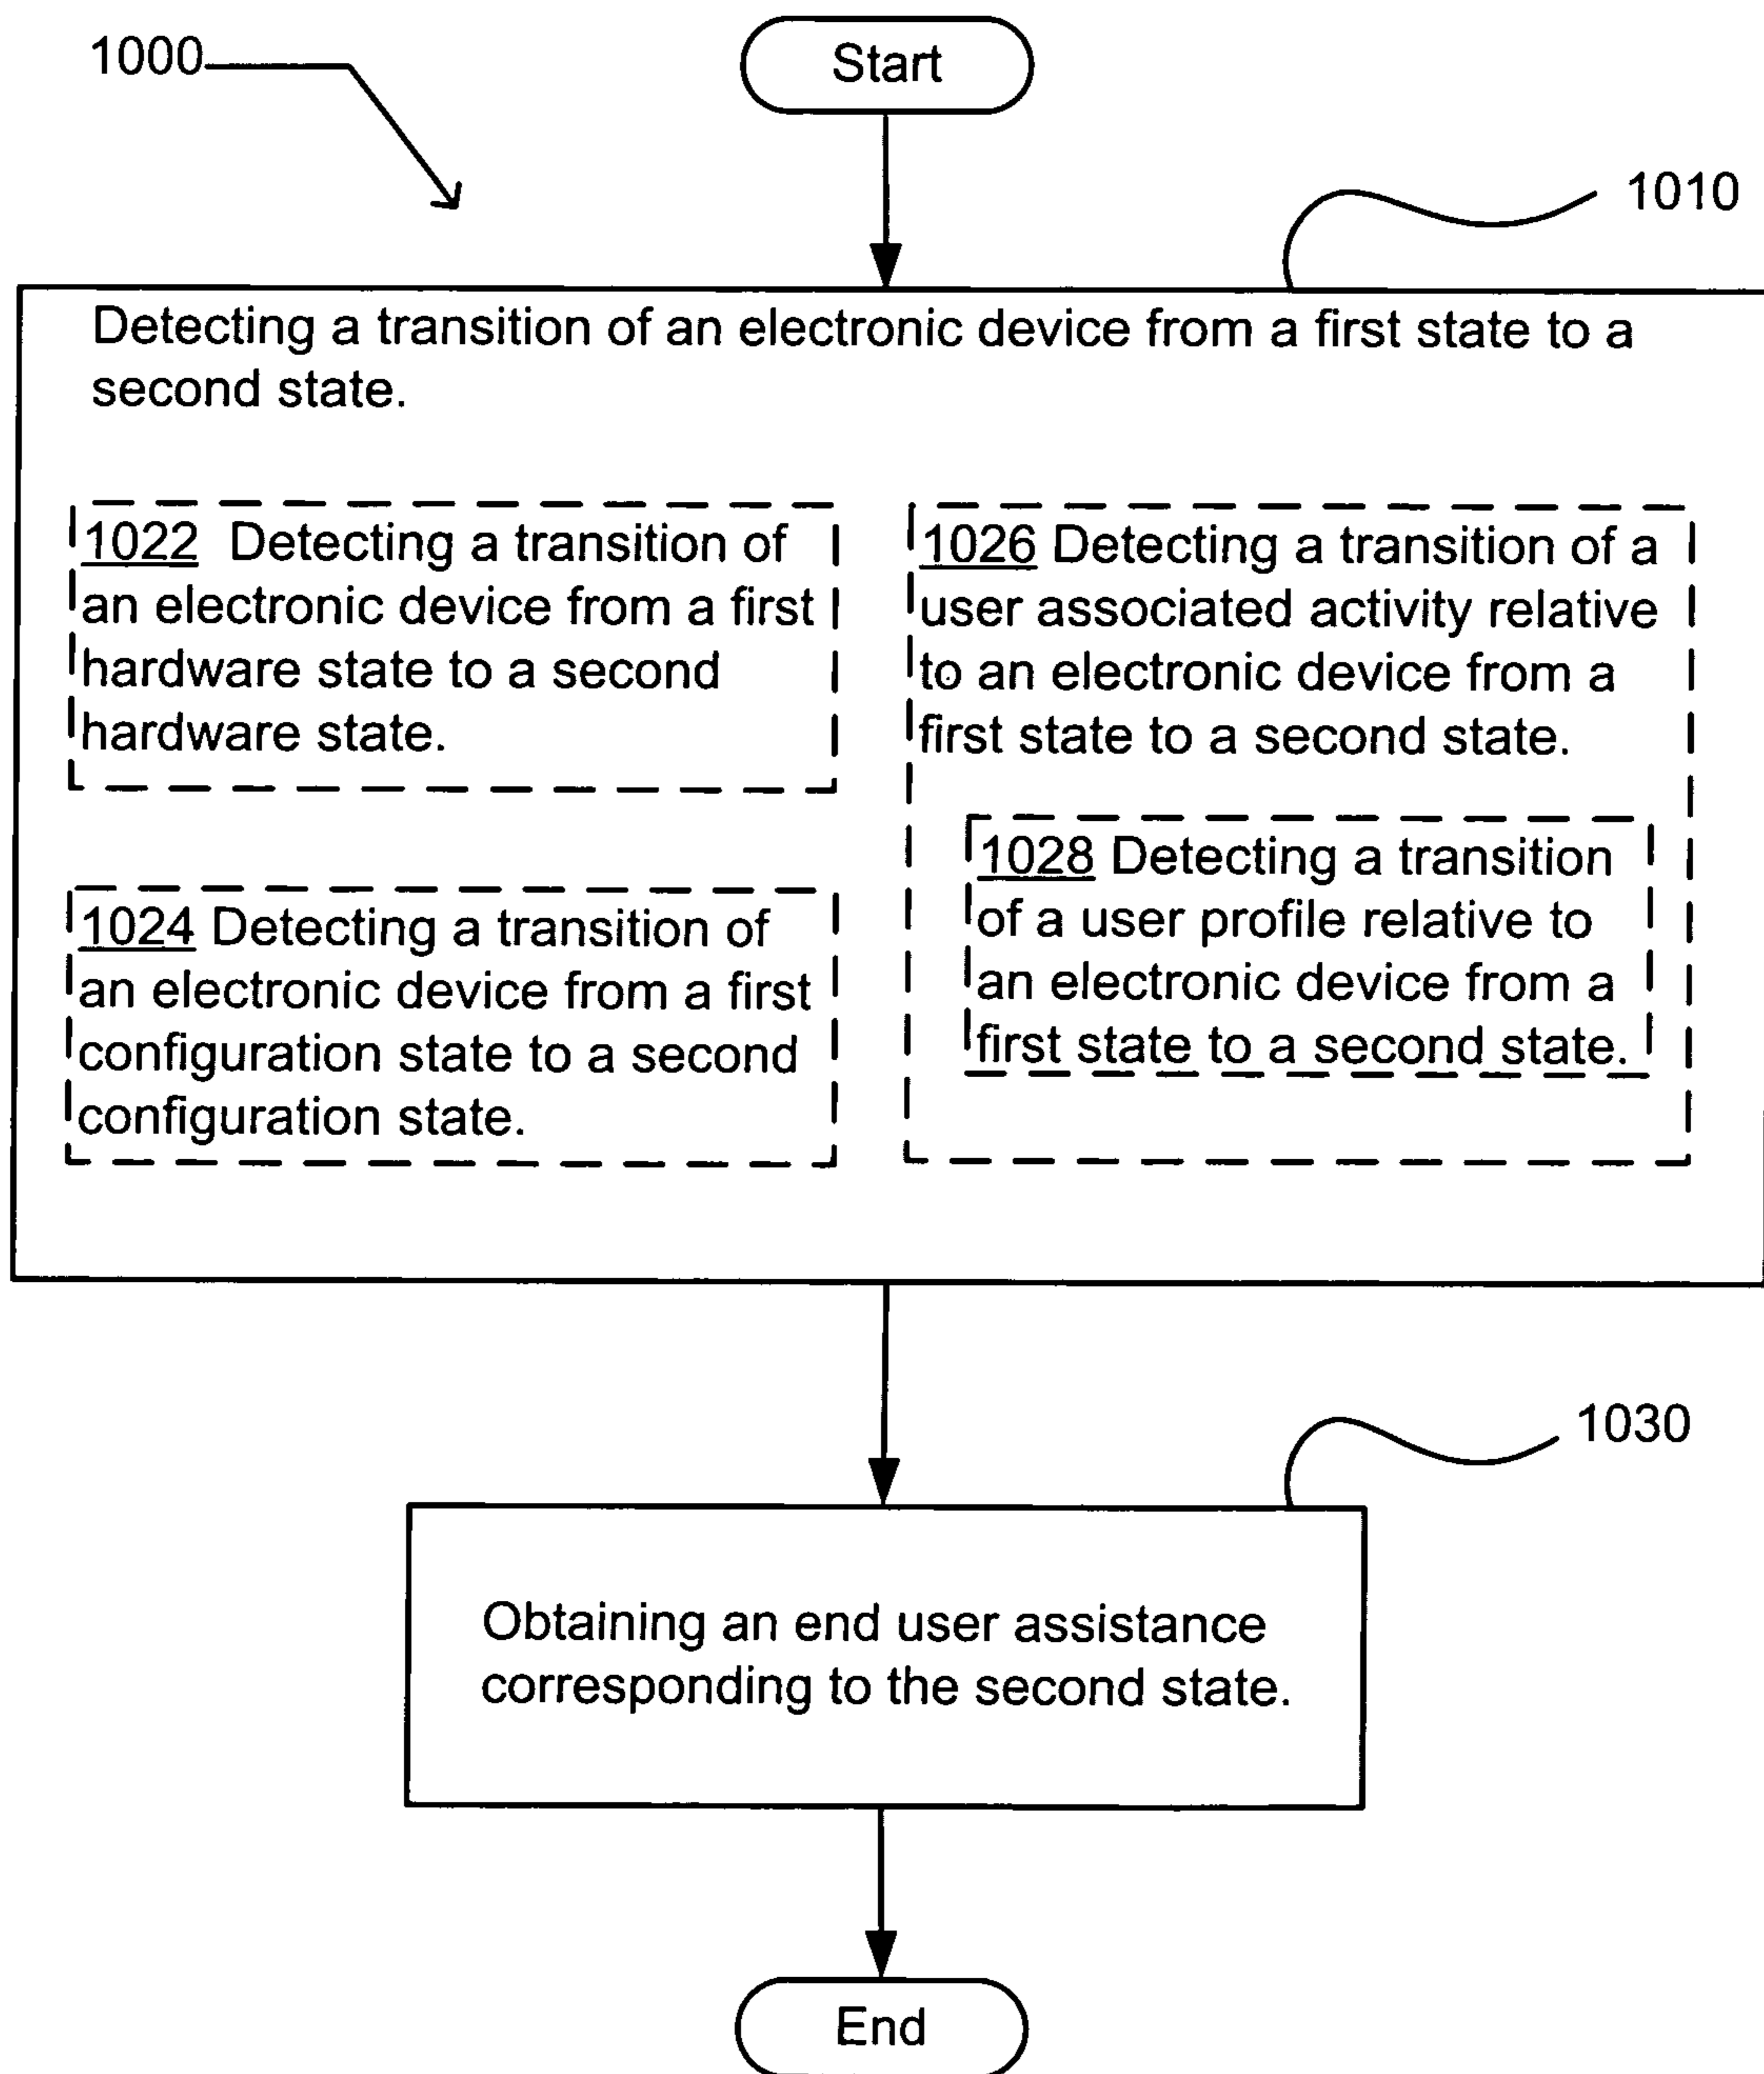 1000
Start
1010
Detecting a transition of an electronic device from a first state to a
second state.
1022 Detecting a transition of
an electronic device from a first
hardware state to a second
hardware state.
1024 Detecting a transition of
an electronic device from a first
configuration state to a second
configuration state.
1026 Detecting a transition of a
user associated activity relative
to an electronic device from a
first state to a second state.
1028 Detecting a transition
of a user profile relative to
an electronic device from a
first state to a second state.
1030
Obtaining an end user assistance
corresponding to the second state.
End